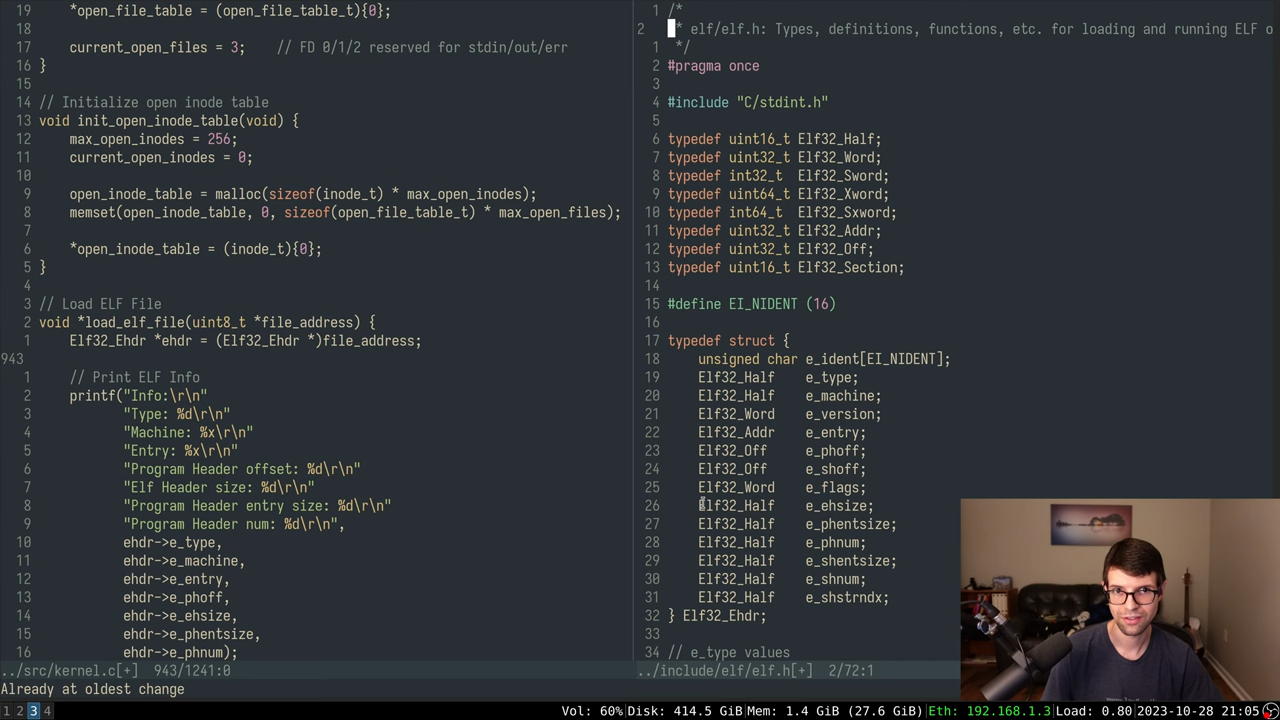 19     *open_file_table = (open_file_table_t){0};
18
17     current_open_files = 3;    // FD 0/1/2 reserved for stdin/out/err
16 }
15
14 // Initialize open inode table
13 void init_open_inode_table(void) {
12     max_open_inodes = 256;
11     current_open_inodes = 0;
10
9     open_inode_table = malloc(sizeof(inode_t) * max_open_inodes);
8     memset(open_inode_table, 0, sizeof(open_file_table_t) * max_open_files);
7
6     *open_inode_table = (inode_t){0};
5 }
4
3 // Load ELF File
2 void *load_elf_file(uint8_t *file_address) {
1     Elf32_Ehdr *ehdr = (Elf32_Ehdr *)file_address;
943
1     // Print ELF Info
2     printf("Info:\r\n"
3            "Type: %d\r\n"
4            "Machine: %x\r\n"
5            "Entry: %x\r\n"
6            "Program Header offset: %d\r\n"
7            "Elf Header size: %d\r\n"
8            "Program Header entry size: %d\r\n"
9            "Program Header num: %d\r\n",
10            ehdr->e_type,
11            ehdr->e_machine,
12            ehdr->e_entry,
13            ehdr->e_phoff,
14            ehdr->e_ehsize,
15            ehdr->e_phentsize,
16            ehdr->e_phnum);
../src/kernel.c[+]  943/1241:0
1 /*
2 * elf/elf.h: Types, definitions, functions, etc. for loading and running ELF o
1  */
2 #pragma once
3
4 #include "C/stdint.h"
5
6 typedef uint16_t Elf32_Half;
7 typedef uint32_t Elf32_Word;
8 typedef int32_t  Elf32_Sword;
9 typedef uint64_t Elf32_Xword;
10 typedef int64_t  Elf32_Sxword;
11 typedef uint32_t Elf32_Addr;
12 typedef uint32_t Elf32_Off;
13 typedef uint16_t Elf32_Section;
14
15 #define EI_NIDENT (16)
16
17 typedef struct {
18     unsigned char e_ident[EI_NIDENT];
19     Elf32_Half    e_type;
20     Elf32_Half    e_machine;
21     Elf32_Word    e_version;
22     Elf32_Addr    e_entry;
23     Elf32_Off     e_phoff;
24     Elf32_Off     e_shoff;
25     Elf32_Word    e_flags;
26     Elf32_Half    e_ehsize;
27     Elf32_Half    e_phentsize;
28     Elf32_Half    e_phnum;
29     Elf32_Half    e_shentsize;
30     Elf32_Half    e_shnum;
31     Elf32_Half    e_shstrndx;
32 } Elf32_Ehdr;
33
34 // e_type values
../include/elf/elf.h[+]  2/72:1
Already at oldest change
1 2 3 4
Vol: 60%|Disk: 414.5 GiB|Mem: 1.4 GiB (27.6 GiB)|Eth: 192.168.1.3|Load: 0.80|2023-10-28 21:05